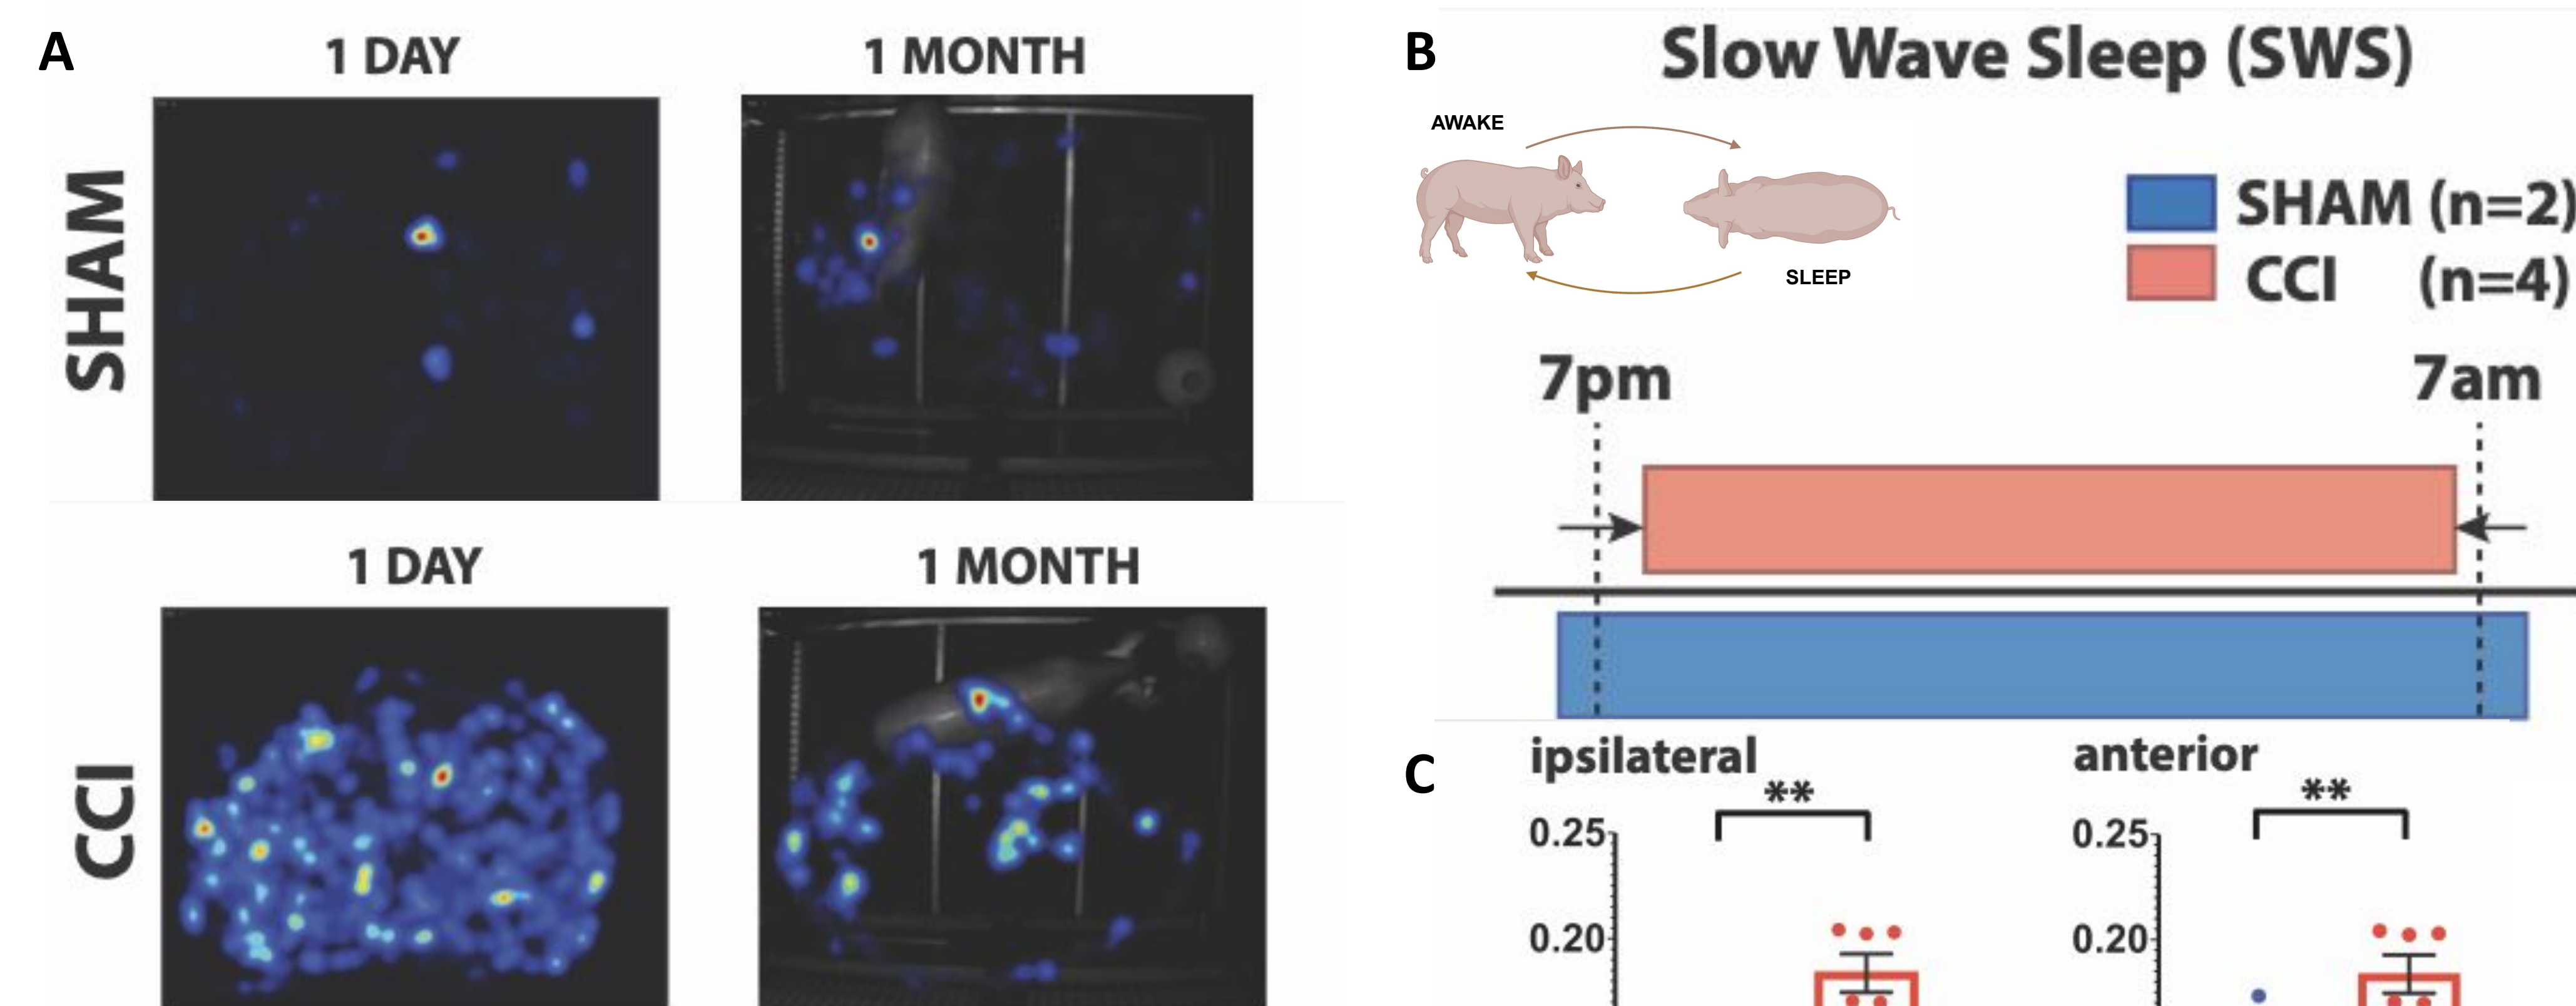 A
1 DAY
1 MONTH
SHAM
1 DAY
1 MONTH
CCI
B
Slow Wave Sleep (SWS)
AWAKE
SLEEP
SHAM (n=2)
CCI (n=4)
7pm
7am
C
ipsilateral
**
0.25
0.20
anterior
**
0.25
0.20